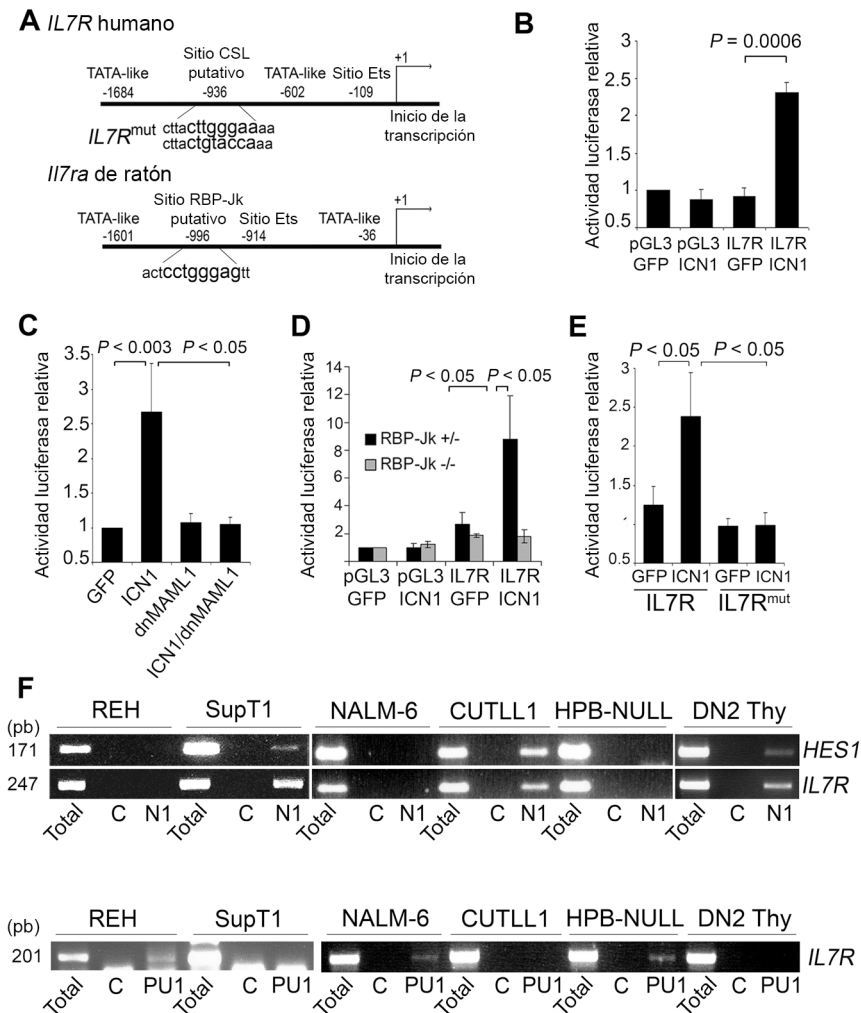 A IL7R humano
+1
TATA-like Sitio CSL putativo TATA-like Sitio Ets
-1684 -936 -602 -109
Inicio de la transcripción
cttacttgggaaaa
IL7Rmut cttactgtaccaaa
Il7ra de ratón
+1
TATA-like Sitio RBP-Jk putativo Sitio Ets TATA-like
-1601 -996 -914 -36
Inicio de la transcripción
actcctgggagtt
B
P = 0.0006
Actividad luciferasa relativa
3
2.5
2
1.5
1
0.5
pGL3 GFP
pGL3 ICN1
IL7R GFP
IL7R ICN1
C
P < 0.003 P < 0.05
Actividad luciferasa relativa
3.5
3
2.5
2
1.5
1
0.5
GFP
ICN1
dnMAML1
ICN1/dnMAML1
D
P < 0.05 P < 0.05
Actividad luciferasa relativa
14
12
10
8
6
4
2
RBP-Jk +/-
RBP-Jk -/-
pGL3 GFP
pGL3 ICN1
IL7R GFP
IL7R ICN1
E
P < 0.05 P < 0.05
Actividad luciferasa relativa
3
2.5
2
1.5
1
0.5
GFP ICN1 GFP ICN1
IL7R IL7Rmut
F
(pb) REH SupT1 NALM-6 CUTLL1 HPB-NULL DN2 Thy
171 HES1
247 IL7R
Total C N1 Total C N1 Total C N1 Total C N1 Total C N1 Total C N1
(pb) REH SupT1 NALM-6 CUTLL1 HPB-NULL DN2 Thy
201 IL7R
Total C PU1 Total C PU1 Total C PU1 Total C PU1 Total C PU1 Total C PU1